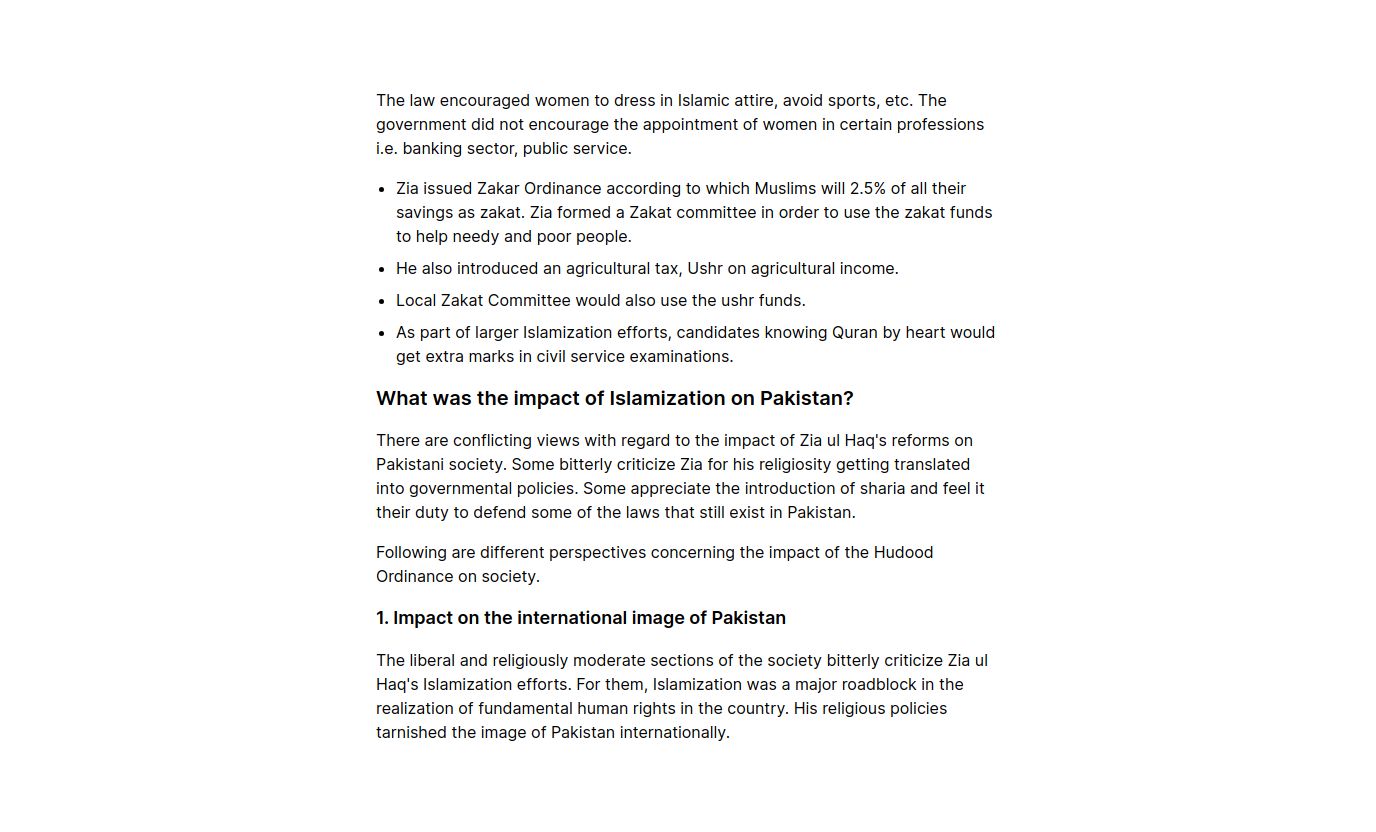 The law encouraged women to dress in Islamic attire, avoid sports, etc. The
government did not encourage the appointment of women in certain professions
i.e. banking sector, public service.
• Zia issued Zakar Ordinance according to which Muslims will 2.5% of all their
savings as zakat. Zia formed a Zakat committee in order to use the zakat funds
to help needy and poor people.
• He also introduced an agricultural tax, Ushr on agricultural income.
• Local Zakat Committee would also use the ushr funds.
• As part of larger Islamization efforts, candidates knowing Quran by heart would
get extra marks in civil service examinations.
What was the impact of Islamization on Pakistan?
There are conflicting views with regard to the impact of Zia ul Haq's reforms on
Pakistani society. Some bitterly criticize Zia for his religiosity getting translated
into governmental policies. Some appreciate the introduction of sharia and feel it
their duty to defend some of the laws that still exist in Pakistan.
Following are different perspectives concerning the impact of the Hudood
Ordinance on society.
1. Impact on the international image of Pakistan
The liberal and religiously moderate sections of the society bitterly criticize Zia ul
Haq's Islamization efforts. For them, Islamization was a major roadblock in the
realization of fundamental human rights in the country. His religious policies
tarnished the image of Pakistan internationally.